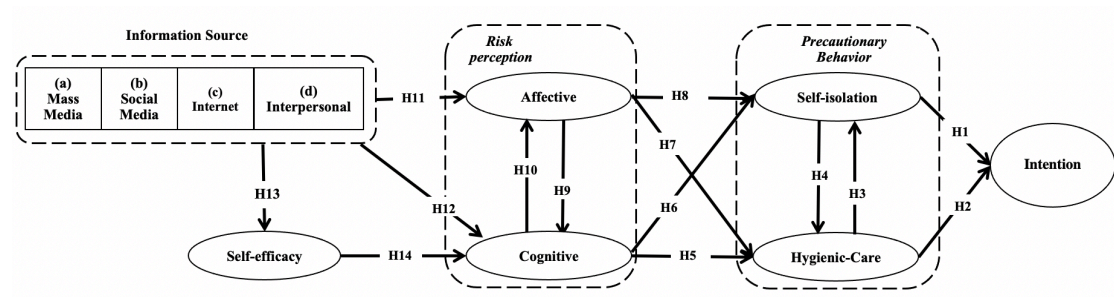 Information Source
(a)
Mass
Media
(b)
Social
Media
(c)
Internet
(d)
Interpersonal
Risk
perception
Precautionary
Behavior
H11
Affective
H8
Self-isolation
H1
H7
H10
H9
H4
H3
Intention
H13
H12
H6
H2
Self-efficacy
H14
Cognitive
H5
Hygienic-Care